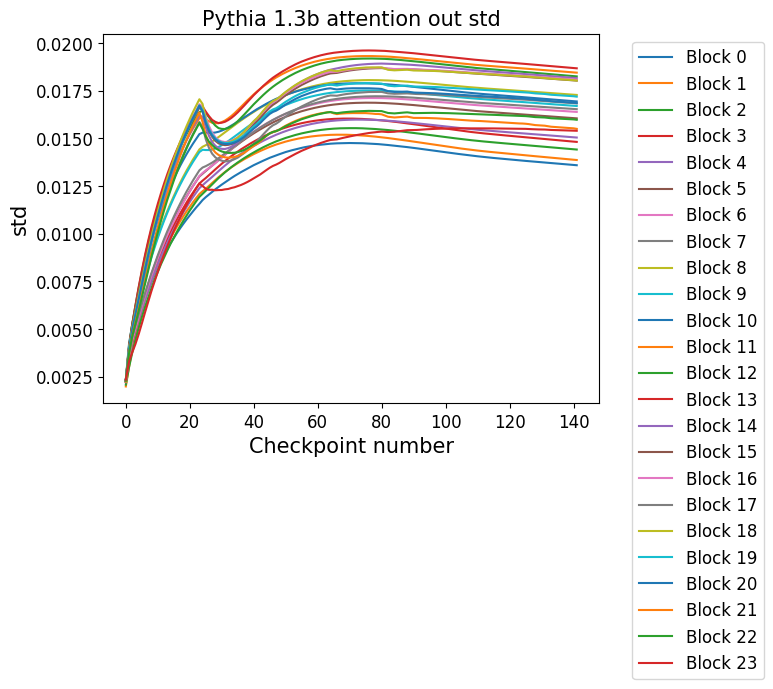 Pythia 1.3b attention out std
0.0200
0.0175
0.0150
0.0125
0.0100
0.0075
0.0050
0.0025
std
0 20 40 60 80 100 120 140
Checkpoint number
Block 0
Block 1
Block 2
Block 3
Block 4
Block 5
Block 6
Block 7
Block 8
Block 9
Block 10
Block 11
Block 12
Block 13
Block 14
Block 15
Block 16
Block 17
Block 18
Block 19
Block 20
Block 21
Block 22
Block 23